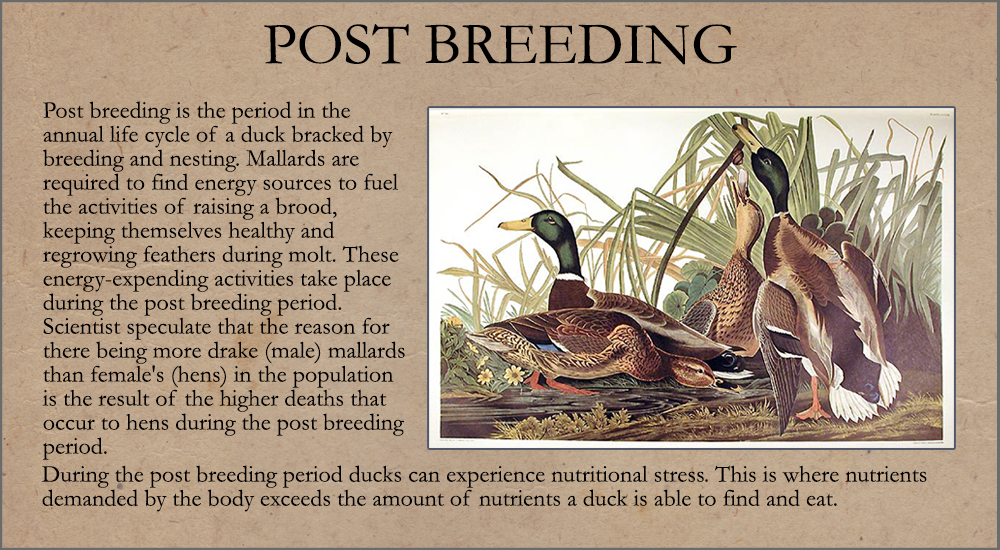 POST BREEDING
Post breeding is the period in the
annual life cycle of a duck bracked by
breeding and nesting. Mallards are
required to find energy sources to fuel
the activities of raising a brood,
keeping themselves healthy and
regrowing feathers during molt. These
energy-expending activities take place
during the post breeding period.
Scientist speculate that the reason for
there being more drake (male) mallards
than female's (hens) in the population
is the result of the higher deaths that
occur to hens during the post breeding
period.
During the post breeding period ducks can experience nutritional stress. This is where nutrients
demanded by the body exceeds the amount of nutrients a duck is able to find and eat.